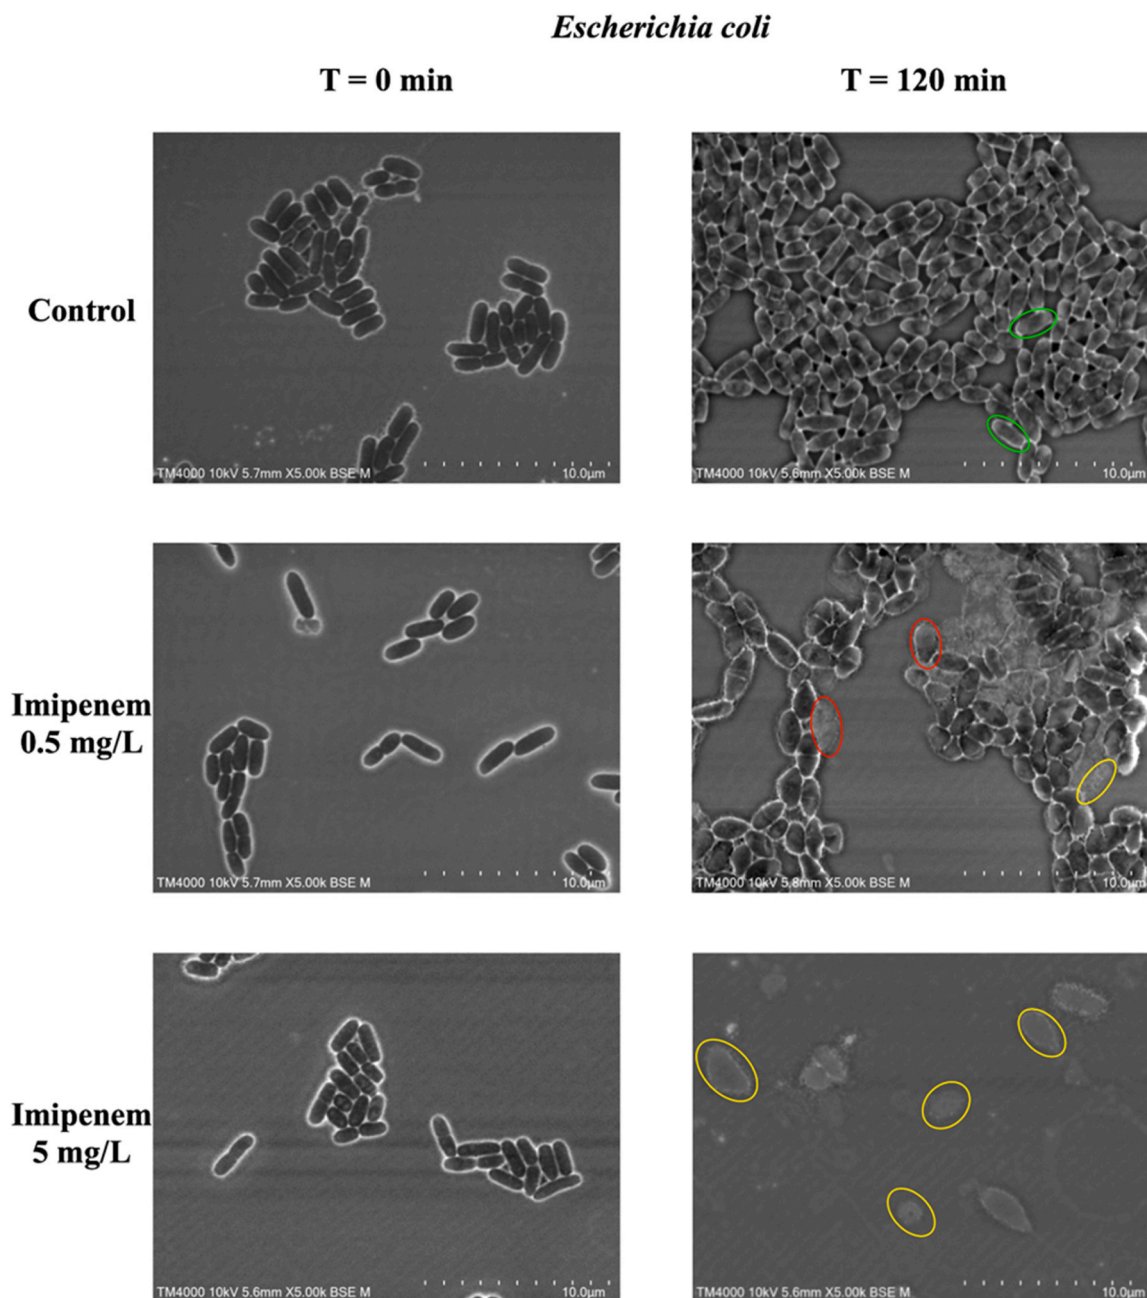 Escherichia coli
T = 0 min
T = 120 min
Control
TM4000 10kV 5.7mm X5.00k BSE M
10.0µm
TM4000 10kV 5.6mm X5.00k BSE M
10.0µm
Imipenem
0.5 mg/L
TM4000 10kV 5.7mm X5.00k BSE M
10.0µm
TM4000 10kV 5.8mm X5.00k BSE M
10.0µm
Imipenem
5 mg/L
TM4000 10kV 5.6mm X5.00k BSE M
10.0µm
TM4000 10kV 5.6mm X5.00k BSE M
10.0µm